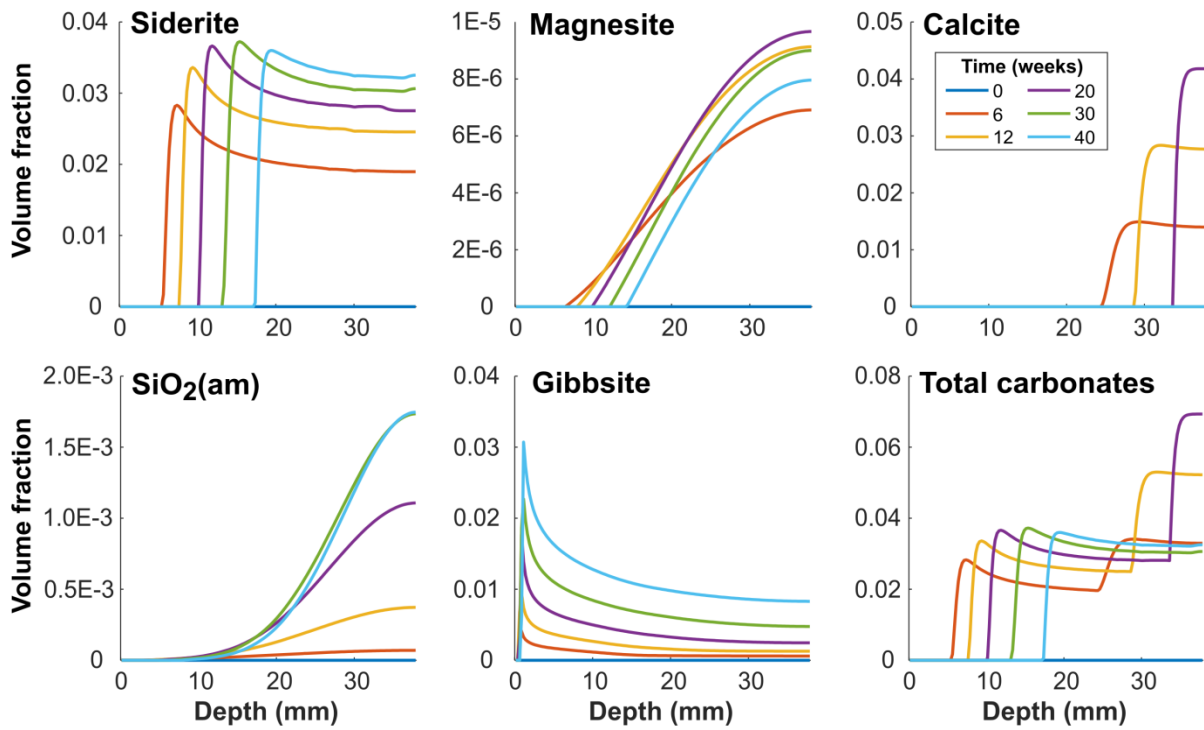 Siderite
Volume fraction
0.04
0.03
0.02
0.01
0
0 10 20 30
Magnesite
1E-5
8E-6
6E-6
4E-6
2E-6
0
0 10 20 30
Calcite
0.05
0.04
0.03
0.02
0.01
0
10 20 30
Time (weeks)
0 20
6 30
12 40
SiO2(am)
Volume fraction
2.0E-3
1.5E-3
1.0E-3
0.5E-3
0
0 10 20 30
Depth (mm)
Gibbsite
0.04
0.03
0.02
0.01
0
0 10 20 30
Depth (mm)
Total carbonates
0.08
0.06
0.04
0.02
0
0 10 20 30
Depth (mm)